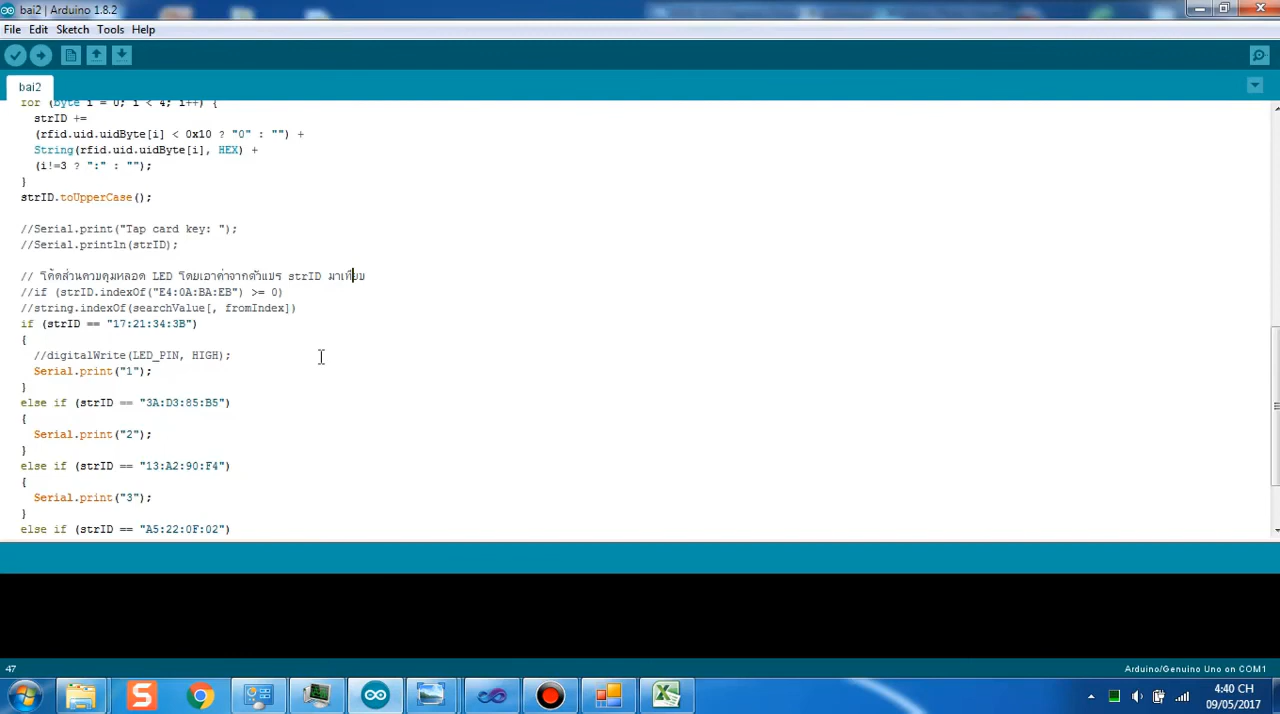 bai2 | Arduino 1.8.2
File Edit Sketch Tools Help
bai2
for (byte i = 0; i < 4; i++) {
strID +=
(rfid.uid.uidByte[i] < 0x10 ? "0" : "") +
String(rfid.uid.uidByte[i], HEX) +
(i!=3 ? ":" : "");
}
strID.toUpperCase();
//Serial.print("Tap card key: ");
//Serial.println(strID);
// โค้ดส่วนควบคุมหลอด LED โดยเอาค่าจากตัวแปร strID มาเทียบ
//if (strID.indexOf("E4:0A:BA:EB") >= 0)
//string.indexOf(searchValue[, fromIndex])
if (strID == "17:21:34:3B")
{
//digitalWrite(LED_PIN, HIGH);
Serial.print("1");
}
else if (strID == "3A:D3:85:B5")
{
Serial.print("2");
}
else if (strID == "13:A2:90:F4")
{
Serial.print("3");
}
else if (strID == "A5:22:0F:02")
47
Arduino/Genuino Uno on COM1
4:40 CH
09/05/2017